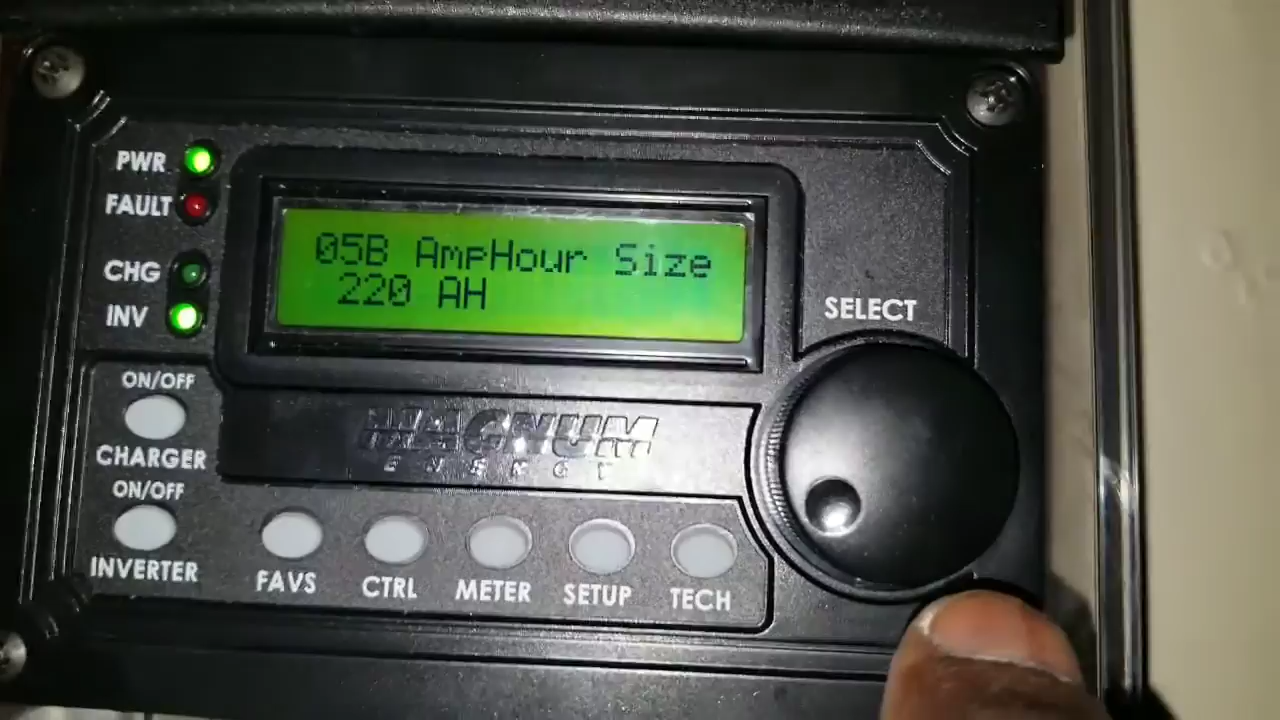 PWR
FAULT
CHG
INV
05B AmpHour Size
220 AH
SELECT
ON/OFF
CHARGER
ON/OFF
INVERTER
MAGNUM
ENERGY
FAVS
CTRL
METER
SETUP
TECH